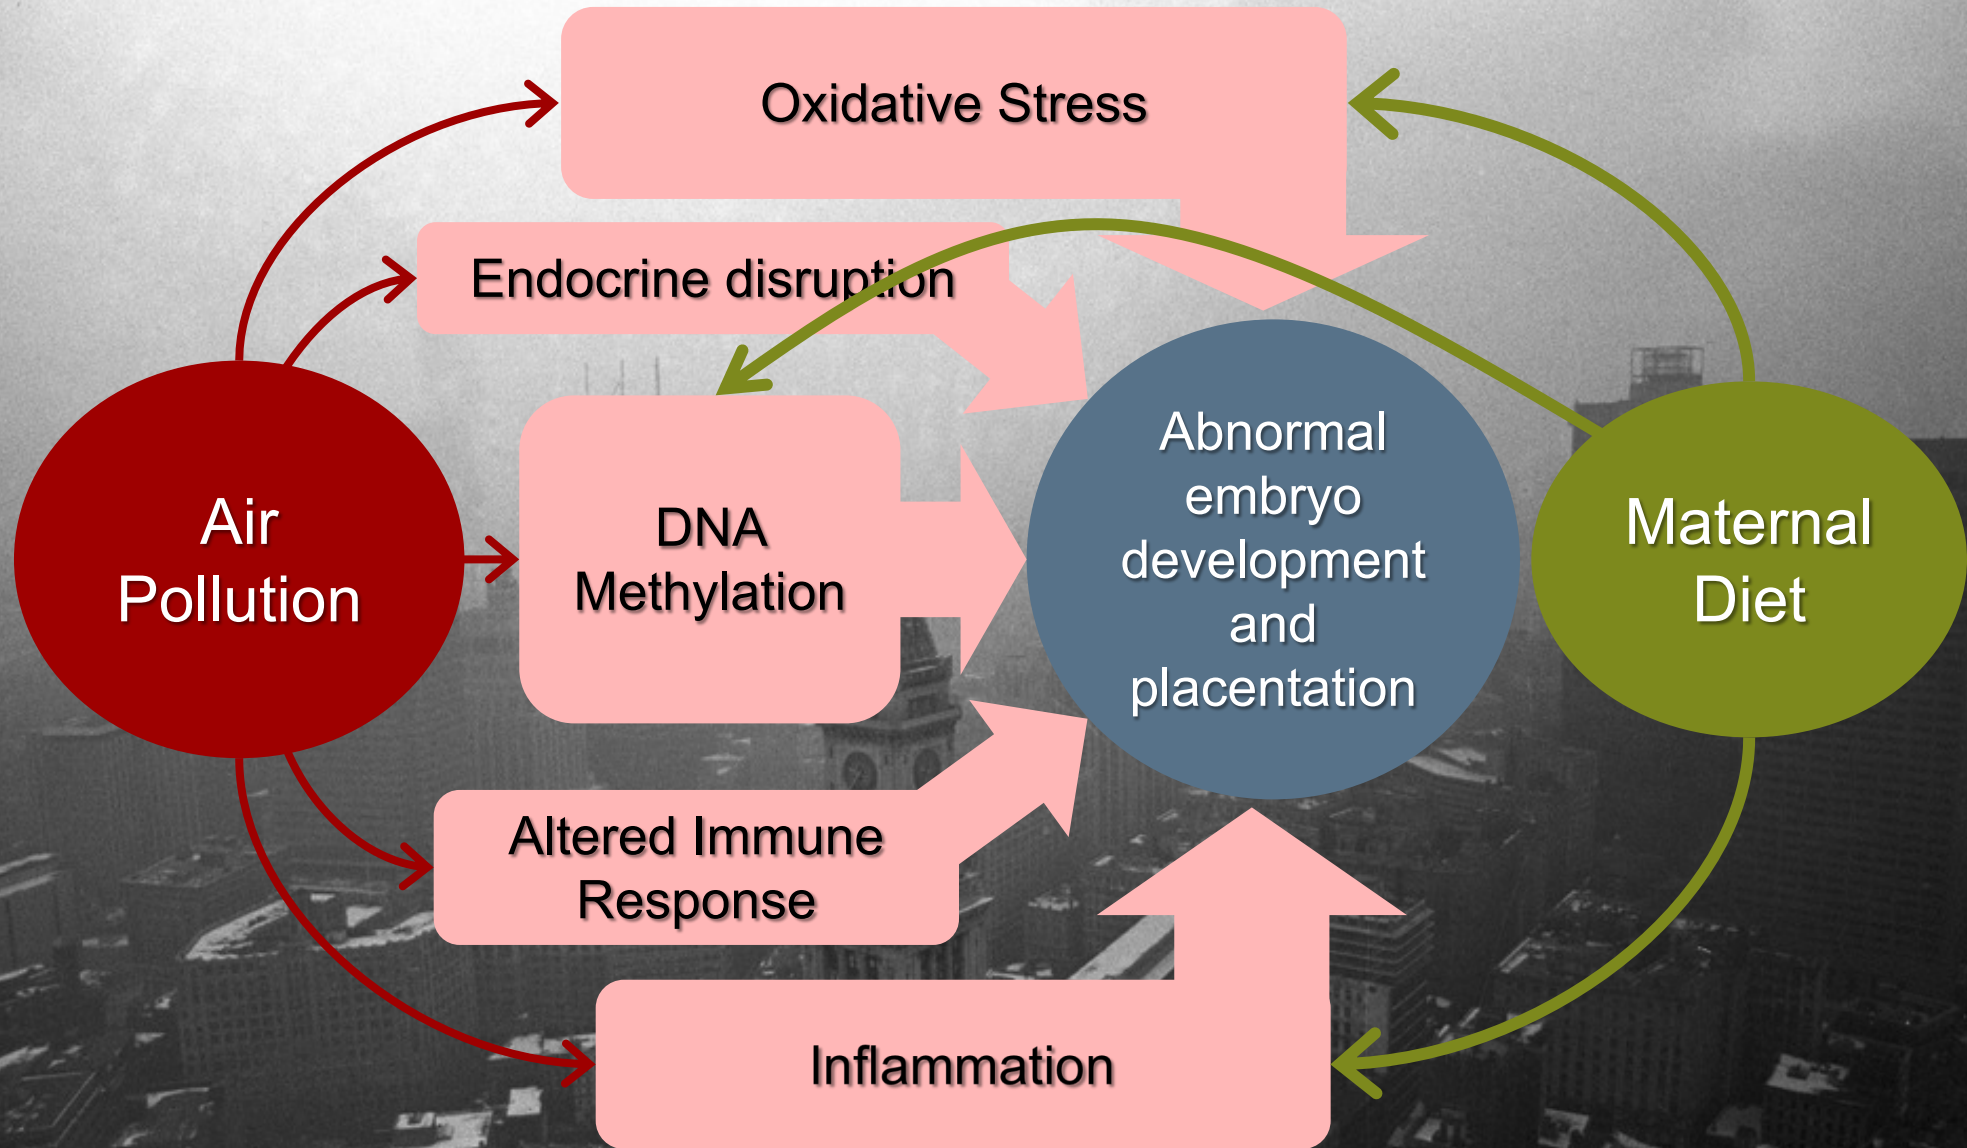 Oxidative Stress
Endocrine disruption
Air
Pollution
DNA
Methylation
Abnormal
embryo
development
and
placentation
Maternal
Diet
Altered Immune
Response
Inflammation